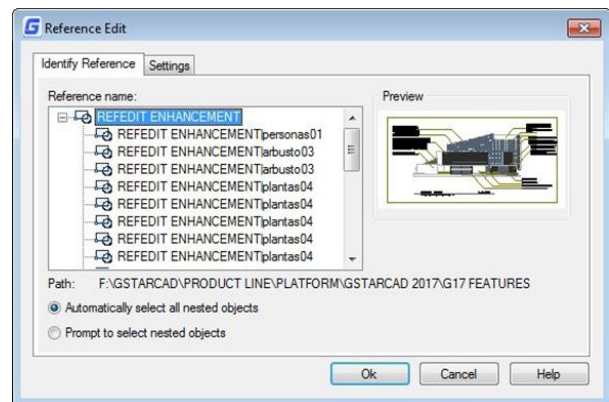 Reference Edit
Identify Reference
Settings
Reference name:
Preview
REFEDIT ENHANCEMENT
REFEDIT ENHANCEMENT|personas01
REFEDIT ENHANCEMENT|arbusto03
REFEDIT ENHANCEMENT|arbusto03
REFEDIT ENHANCEMENT|plantas04
REFEDIT ENHANCEMENT|plantas04
REFEDIT ENHANCEMENT|plantas04
REFEDIT ENHANCEMENT|plantas04
REFEDIT ENHANCEMENT|plantas04
Path: F:\GSTARCAD\PRODUCT LINE\PLATFORM\GSTARCAD 2017\G17 FEATURES
Automatically select all nested objects
Prompt to select nested objects
Ok
Cancel
Help